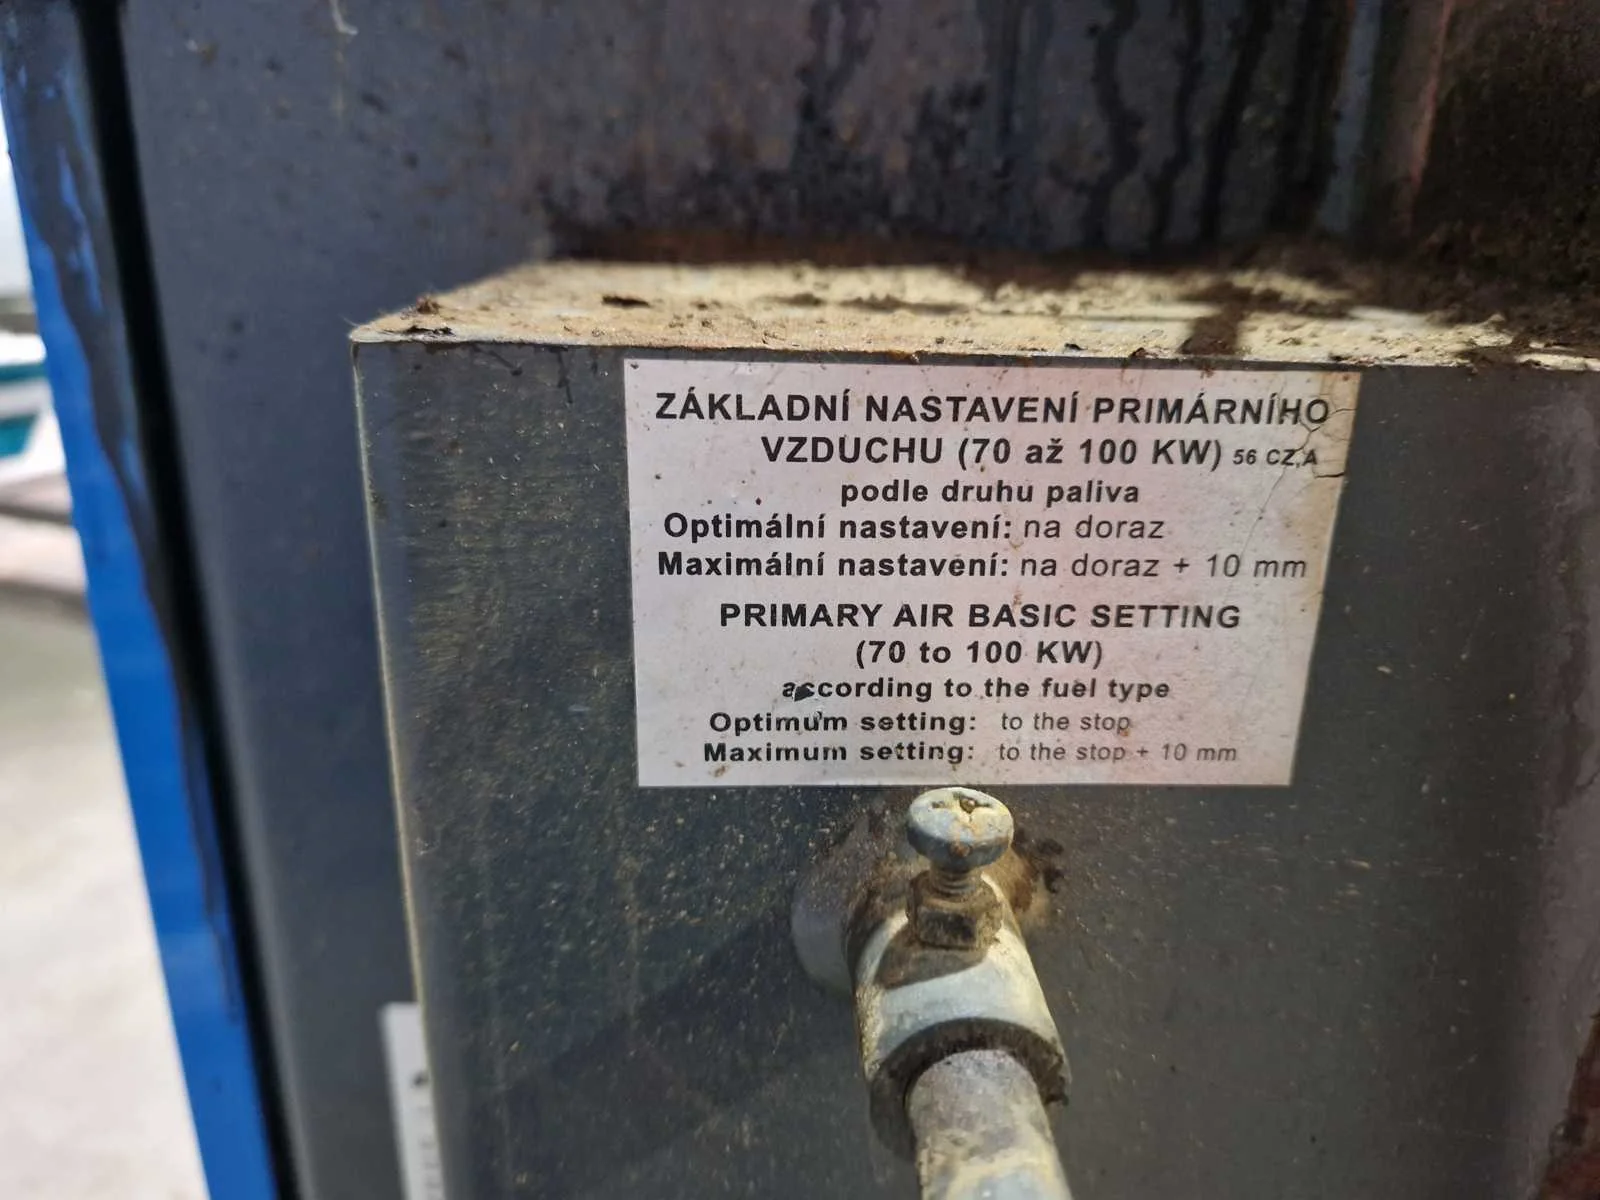 ZÁKLADNÍ NASTAVENÍ PRIMÁRNÍHO
VZDUCHU (70 až 100 KW) 56 CZ,A
podle druhu paliva
Optimální nastavení: na doraz
Maximální nastavení: na doraz + 10 mm
PRIMARY AIR BASIC SETTING
(70 to 100 KW)
according to the fuel type
Optimum setting: to the stop
Maximum setting: to the stop + 10 mm